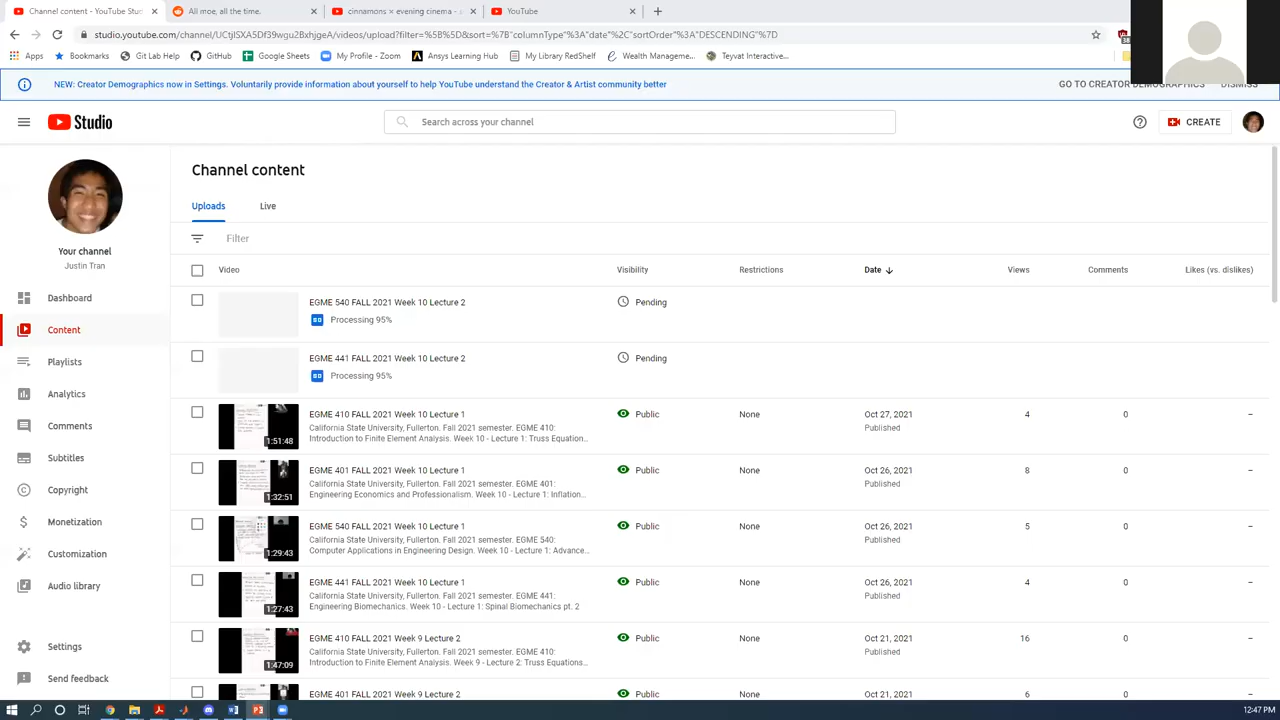 Channel content - YouTube Stu
All moe, all the time.
cinnamons × evening cinema -
YouTube
studio.youtube.com/channel/UCtjISXA5Df39wgu2BxhjgeA/videos/upload?filter=%5B%5D&sort=%7B"columnType"%3A"date"%2C"sortOrder"%3A"DESCENDING"%7D
Apps
Bookmarks
Git Lab Help
GitHub
Google Sheets
My Profile - Zoom
Ansys Learning Hub
My Library RedShelf
Wealth Manageme...
Teyvat Interactive...
NEW: Creator Demographics now in Settings. Voluntarily provide information about yourself to help YouTube understand the Creator & Artist community better
Studio
Search across your channel
CREATE
Your channel
Justin Tran
Dashboard
Content
Playlists
Analytics
Comments
Subtitles
Copyright
Monetization
Customization
Audio library
Settings
Send feedback
Channel content
Uploads
Live
Filter
Video Visibility Restrictions Date Views Comments Likes (vs. dislikes)
EGME 540 FALL 2021 Week 10 Lecture 2 Pending
SD Processing 95%
EGME 441 FALL 2021 Week 10 Lecture 2 Pending
SD Processing 95%
EGME 410 FALL 2021 Week 10 Lecture 1 Public None Oct 27, 2021 4 –
California State University, Fullerton. Fall 2021 semester. EGME 410: Published
Introduction to Finite Element Analysis. Week 10 - Lecture 1: Truss Equation...
1:51:48
EGME 401 FALL 2021 Week 10 Lecture 1 Public None Oct 26, 2021 8 0 –
California State University, Fullerton. Fall 2021 semester. EGME 401: Published
Engineering Economics and Professionalism. Week 10 - Lecture 1: Inflation...
1:32:51
EGME 540 FALL 2021 Week 10 Lecture 1 Public None Oct 26, 2021 5 0 –
California State University, Fullerton. Fall 2021 semester. EGME 540: Published
Computer Applications in Engineering Design. Week 10 - Lecture 1: Advance...
1:29:43
EGME 441 FALL 2021 Week 10 Lecture 1 Public None Oct 26, 2021 4 0 –
California State University, Fullerton. Fall 2021 semester. EGME 441: Published
Engineering Biomechanics. Week 10 - Lecture 1: Spinal Biomechanics pt. 2
1:27:43
EGME 410 FALL 2021 Week 9 Lecture 2 Public None Oct 21, 2021 16 0 –
California State University, Fullerton. Fall 2021 semester. EGME 410: Published
Introduction to Finite Element Analysis. Week 9 - Lecture 2: Truss Equations...
1:47:09
EGME 401 FALL 2021 Week 9 Lecture 2 Public None Oct 21, 2021 6 0 –
12:47 PM